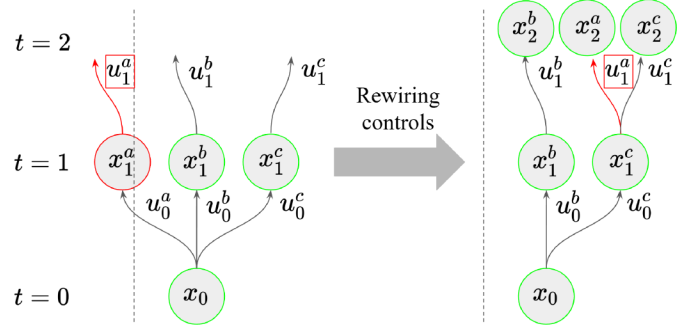 t = 2
x_2^b x_2^a x_2^c
u_1^a u_1^b u_1^c
u_1^b u_1^a u_1^c
Rewiring
controls
t = 1
x_1^a x_1^b x_1^c
x_1^b x_1^c
u_0^a u_0^b u_0^c
u_0^b u_0^c
t = 0
x_0
x_0